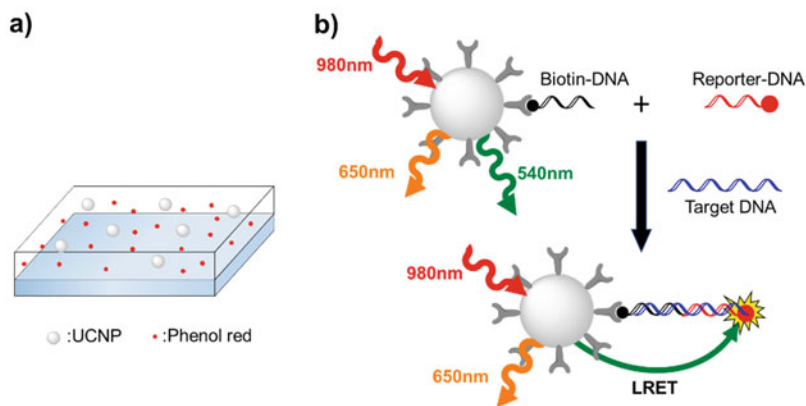 a)
:UCNP
:Phenol red
b)
980nm
Biotin-DNA
+
Reporter-DNA
650nm
540nm
Target DNA
980nm
650nm
LRET